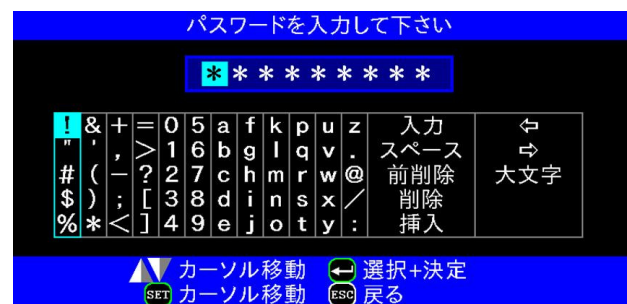 パスワードを入力して下さい
* * * * * * * * *
! & + = 0 5 a f k p u z 入力 ⇦
" ' , > 1 6 b g l q v . スペース ⇨
# ( − ? 2 7 c h m r w @ 前削除 大文字
$ ) ; [ 3 8 d i n s x / 削除
% * < ] 4 9 e j o t y : 挿入
カーソル移動 選択+決定
SET カーソル移動 ESC 戻る